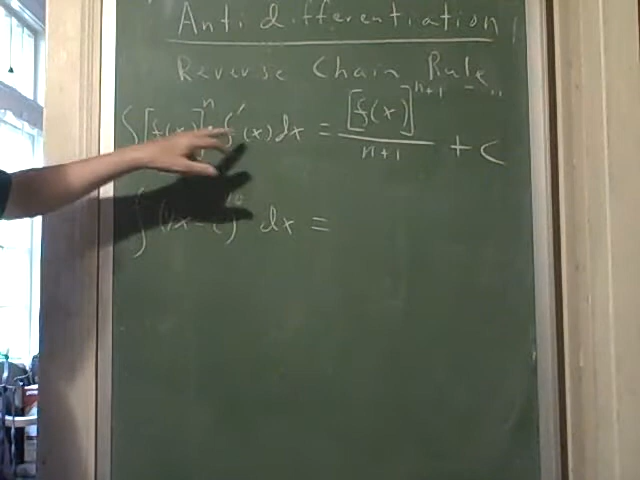 Antidifferentiation
Reverse Chain Rule
∫ [f(x)]^n f'(x) dx = [f(x)]^{n+1} / n+1 + c
∫ dx =